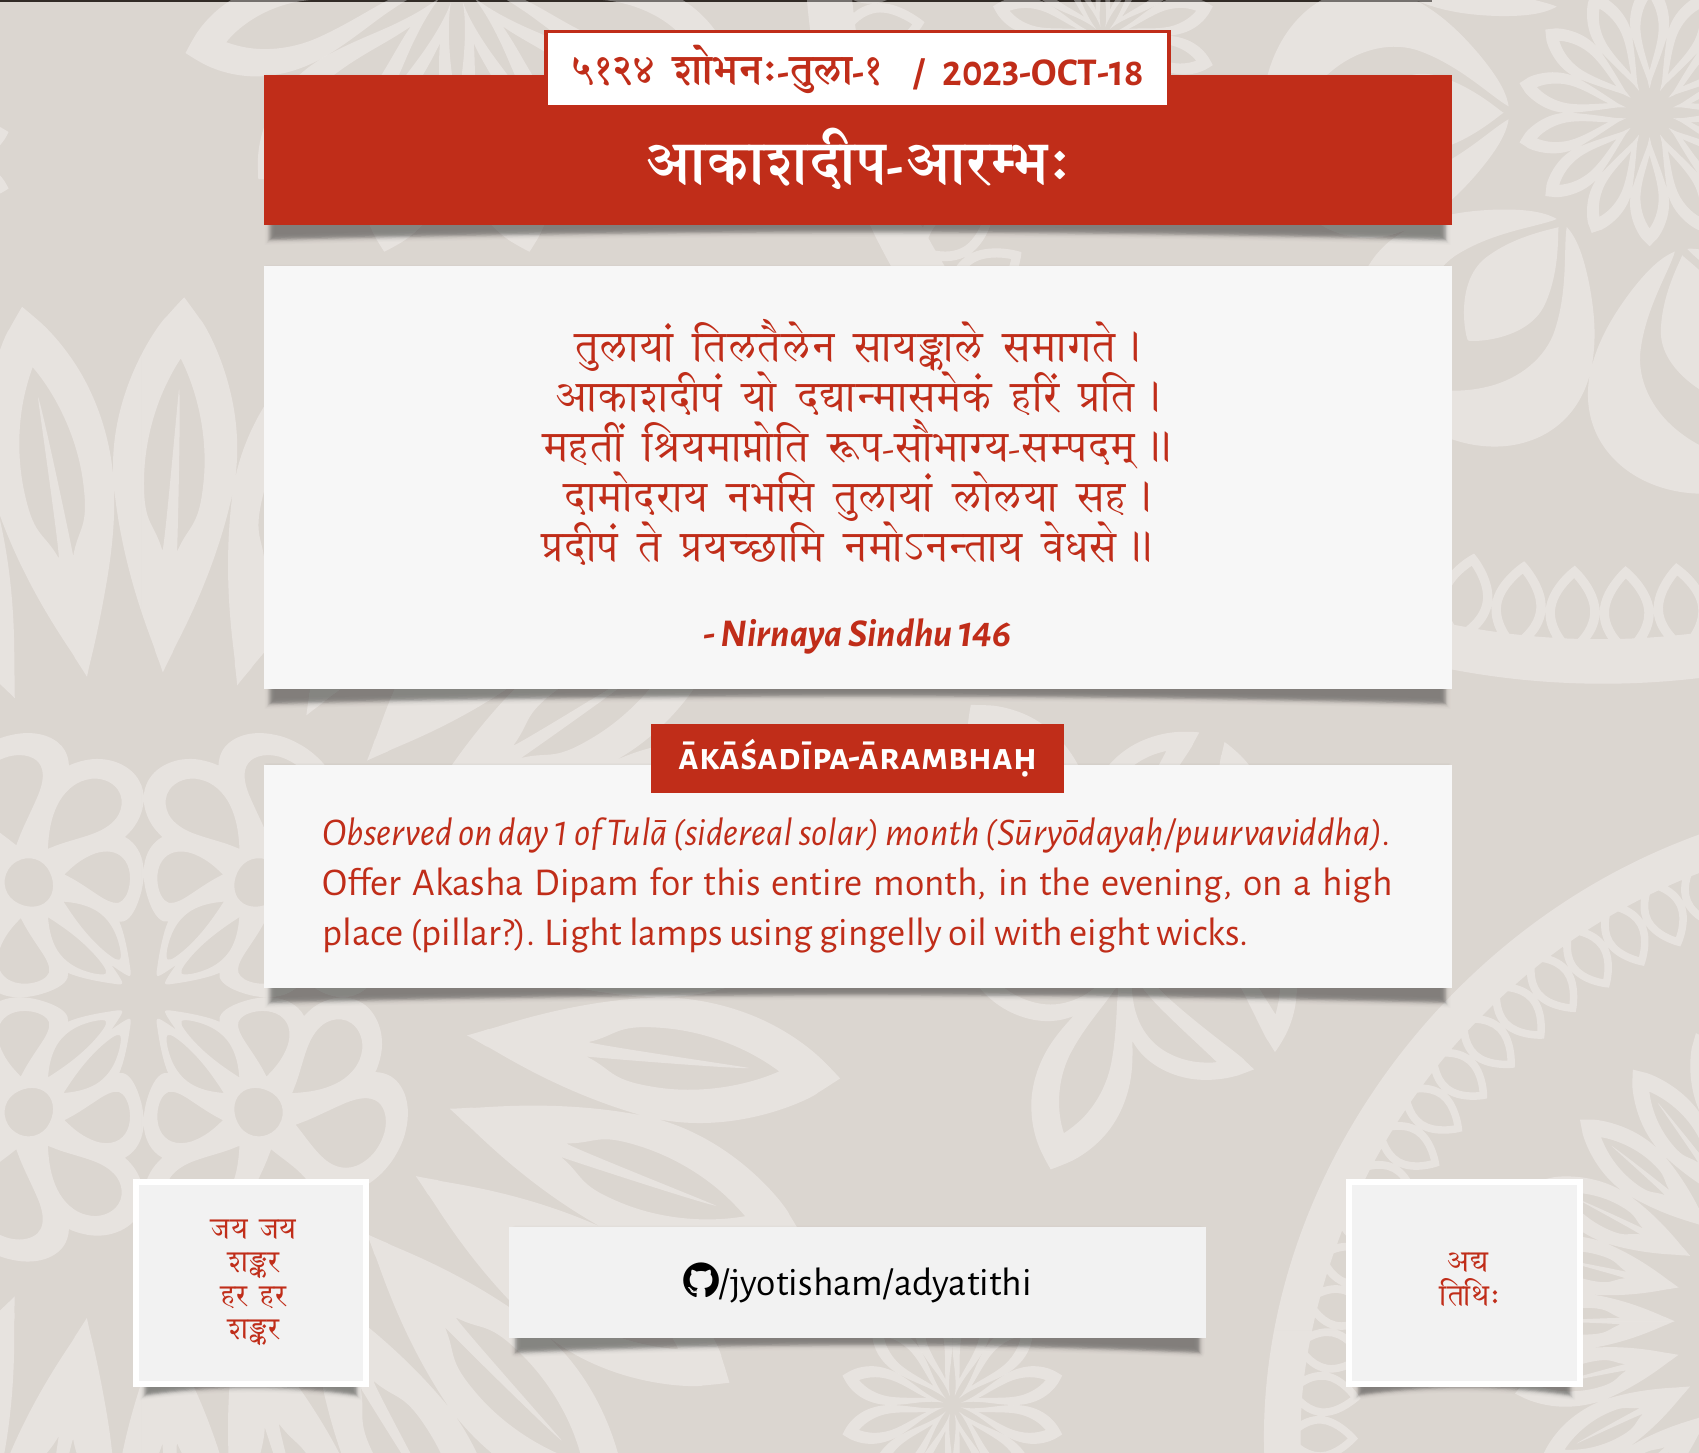 ५१२४ शोभनः-तुला-१ / 2023-OCT-18
आकाशदीप-आरम्भः
तुलायां तिलतैलेन सायङ्काले समागते ।
आकाशदीपं यो दद्यान्मासमेकं हरिं प्रति ।
महतीं श्रियमाप्नोति रूप-सौभाग्य-सम्पदम् ॥
दामोदराय नभसि तुलायां लोलया सह ।
प्रदीपं ते प्रयच्छामि नमोऽनन्ताय वेधसे ॥
- Nirnaya Sindhu 146
ĀKĀŚADĪPA-ĀRAMBHAḤ
Observed on day 1 of Tulā (sidereal solar) month (Sūryōdayaḥ/puurvaviddha).
Offer Akasha Dipam for this entire month, in the evening, on a high
place (pillar?). Light lamps using gingelly oil with eight wicks.
जय जय
शङ्कर
हर हर
शङ्कर
/jyotisham/adyatithi
अद्य
तिथिः